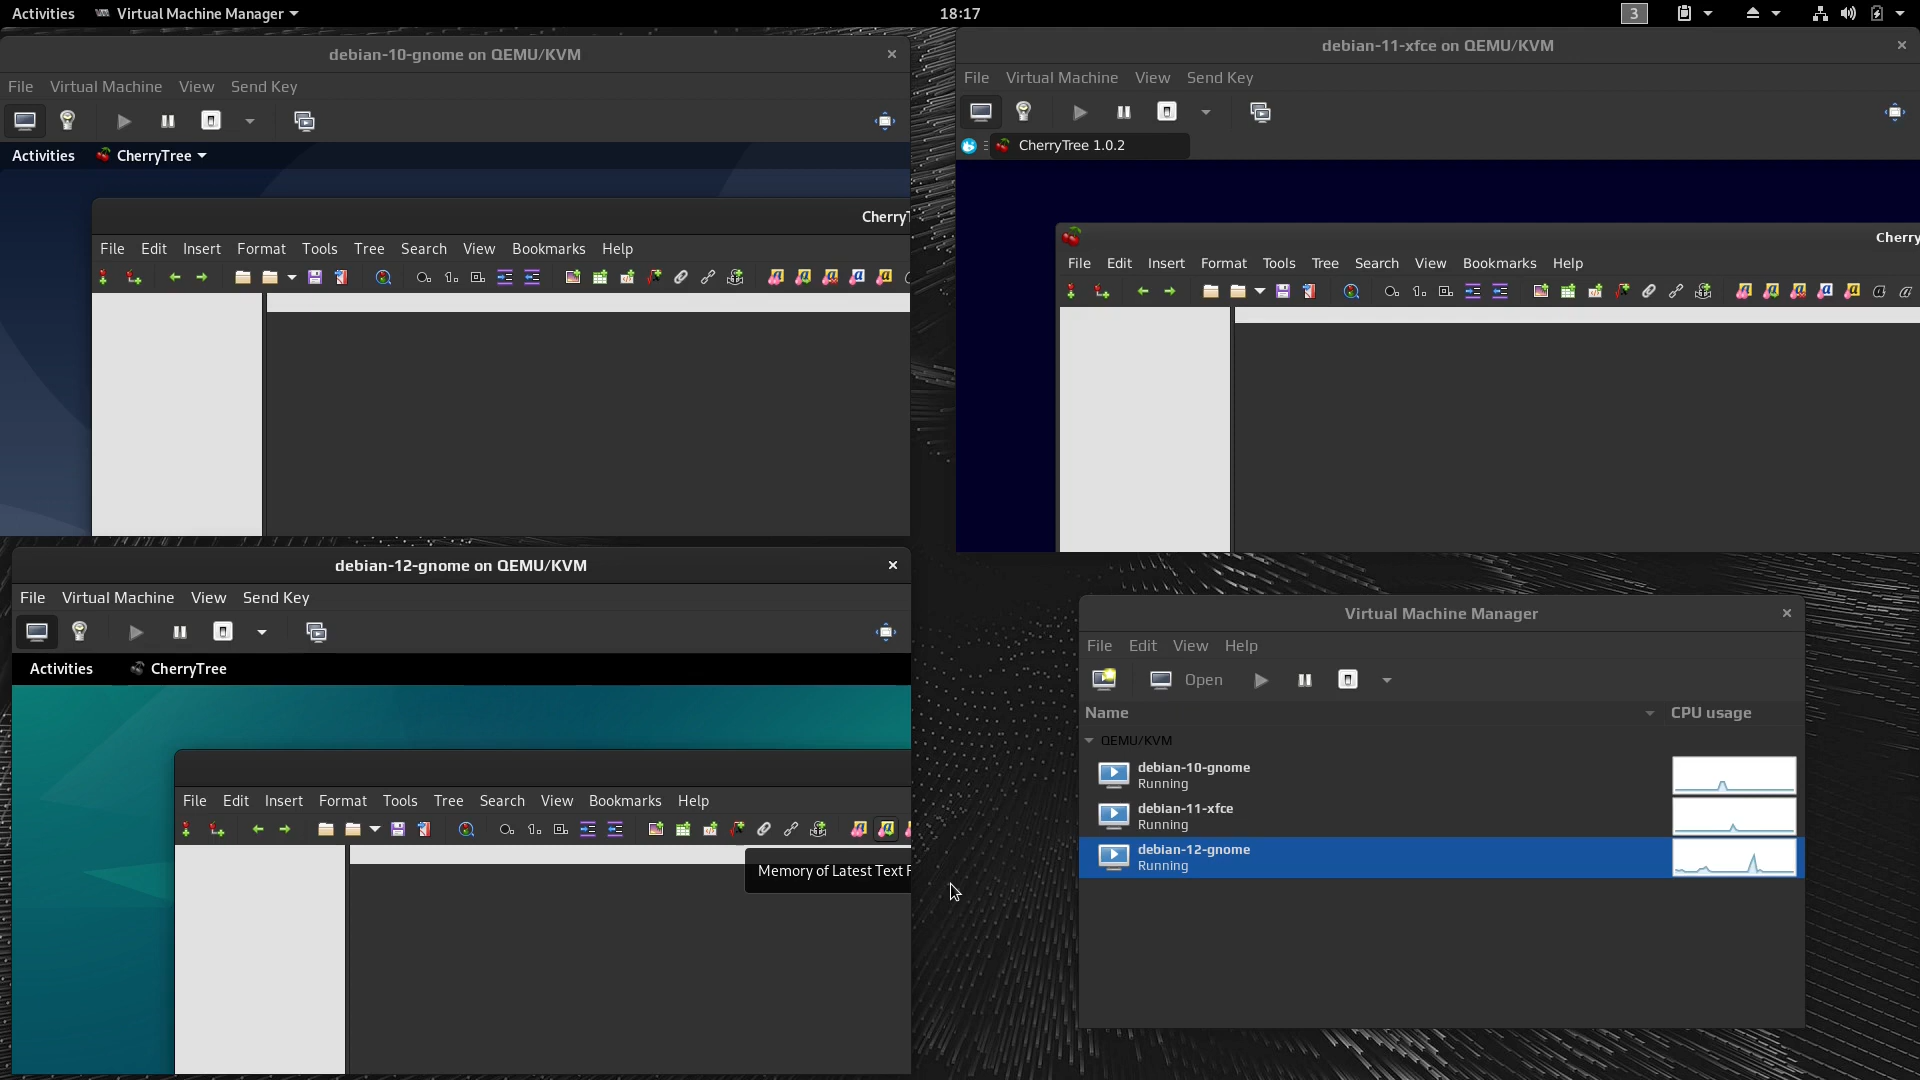 Activities Virtual Machine Manager 18:17 3
debian-10-gnome on QEMU/KVM
File Virtual Machine View Send Key
Activities CherryTree
CherryT
File Edit Insert Format Tools Tree Search View Bookmarks Help
debian-11-xfce on QEMU/KVM
File Virtual Machine View Send Key
CherryTree 1.0.2
Cherry
File Edit Insert Format Tools Tree Search View Bookmarks Help
debian-12-gnome on QEMU/KVM
File Virtual Machine View Send Key
Activities CherryTree
File Edit Insert Format Tools Tree Search View Bookmarks Help
Memory of Latest Text F
Virtual Machine Manager
File Edit View Help
Open
Name CPU usage
QEMU/KVM
debian-10-gnome
Running
debian-11-xfce
Running
debian-12-gnome
Running